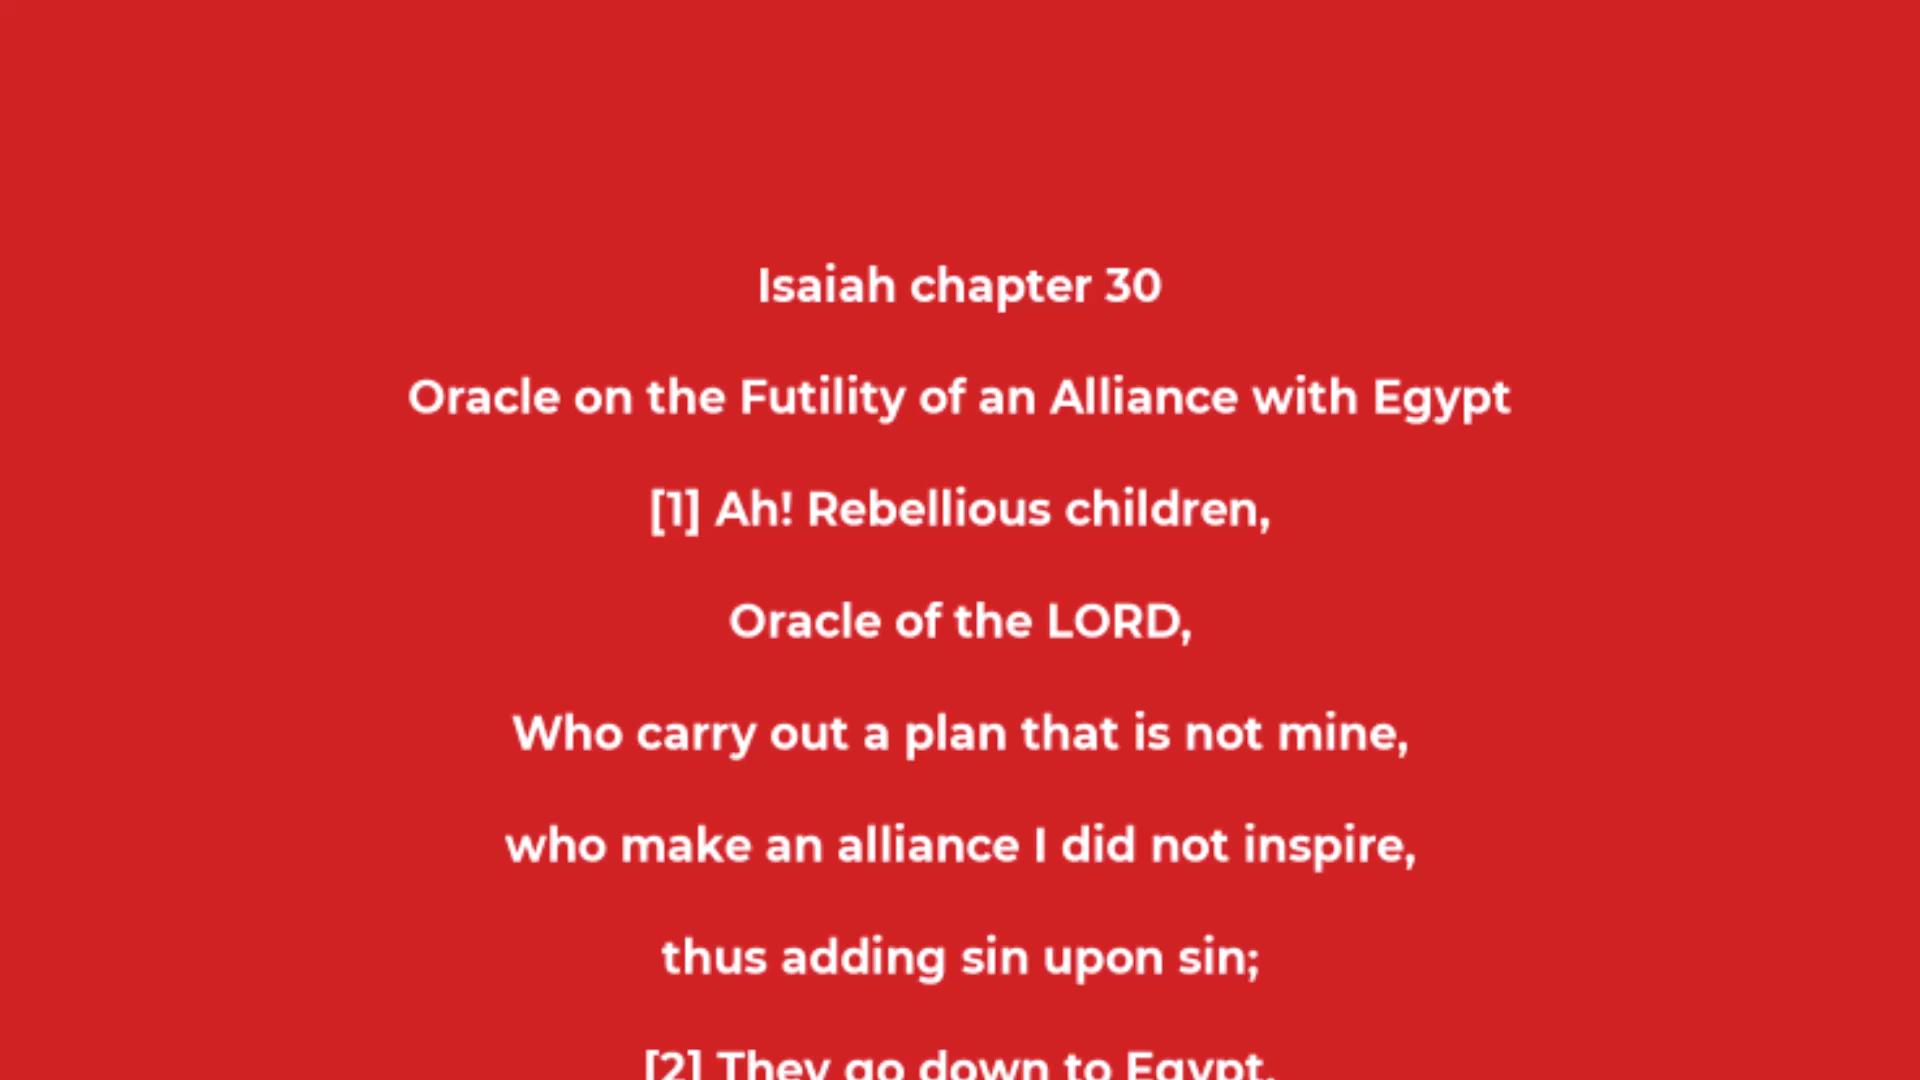 Isaiah chapter 30
Oracle on the Futility of an Alliance with Egypt
[1] Ah! Rebellious children,
Oracle of the LORD,
Who carry out a plan that is not mine,
who make an alliance I did not inspire,
thus adding sin upon sin;
[2] They go down to Egypt,